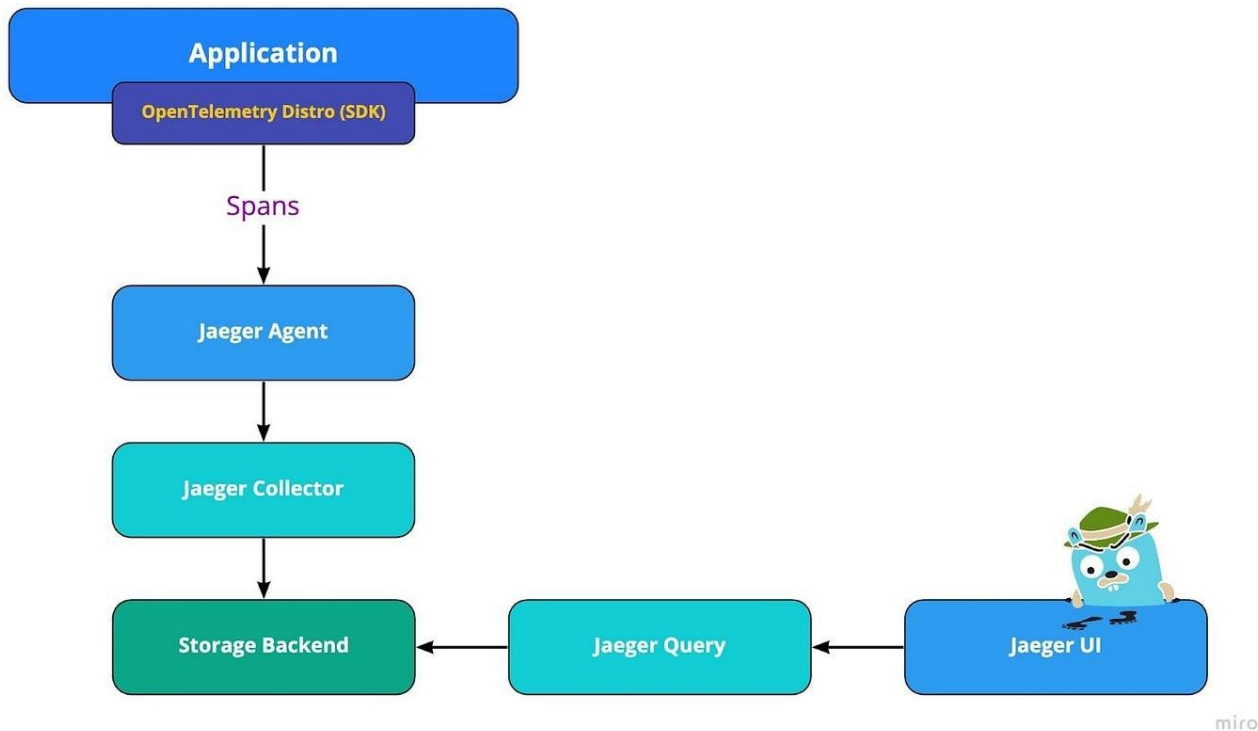 Application
OpenTelemetry Distro (SDK)
Spans
Jaeger Agent
Jaeger Collector
Storage Backend
Jaeger Query
Jaeger UI
miro